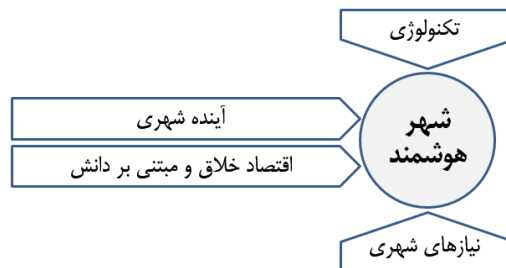 تکنولوژی
آینده شهری
شهر
هوشمند
اقتصاد خلاق و مبتنی بر دانش
نیازهای شهری